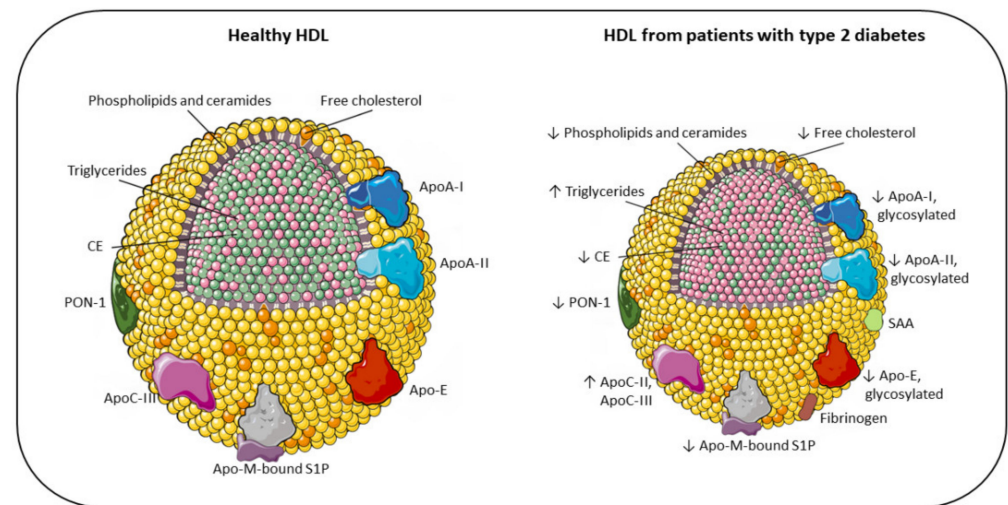 Healthy HDL
Phospholipids and ceramides
Free cholesterol
Triglycerides
ApoA-I
CE
ApoA-II
PON-1
ApoC-III
Apo-E
Apo-M-bound S1P
HDL from patients with type 2 diabetes
↓ Phospholipids and ceramides
↓ Free cholesterol
↑ Triglycerides
↓ ApoA-I,
glycosylated
↓ CE
↓ ApoA-II,
glycosylated
↓ PON-1
SAA
↑ ApoC-II,
ApoC-III
↓ Apo-E,
glycosylated
Fibrinogen
↓ Apo-M-bound S1P